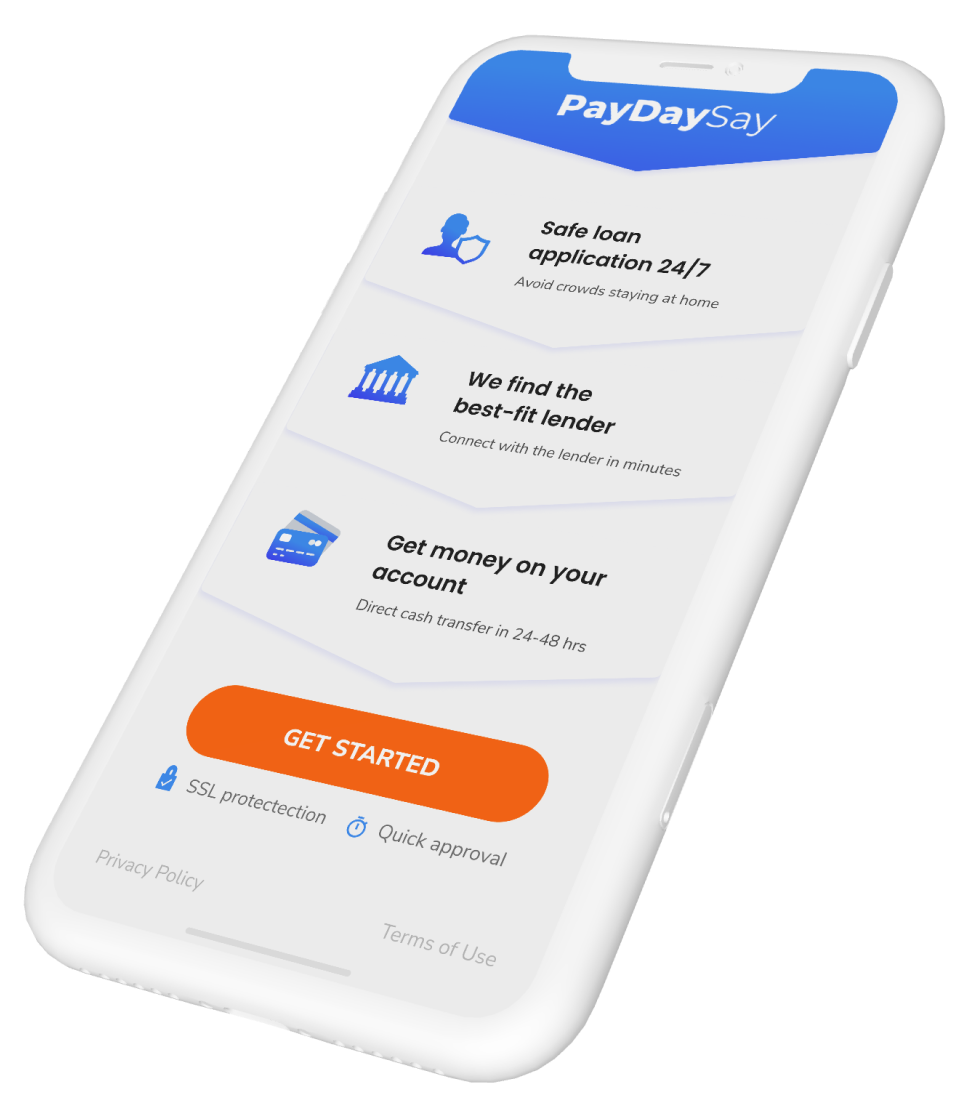 PayDaySay
Safe loan
application 24/7
Avoid crowds staying at home
We find the
best-fit lender
Connect with the lender in minutes
Get money on your
account
Direct cash transfer in 24-48 hrs
GET STARTED
SSL protectection
Quick approval
Privacy Policy
Terms of Use